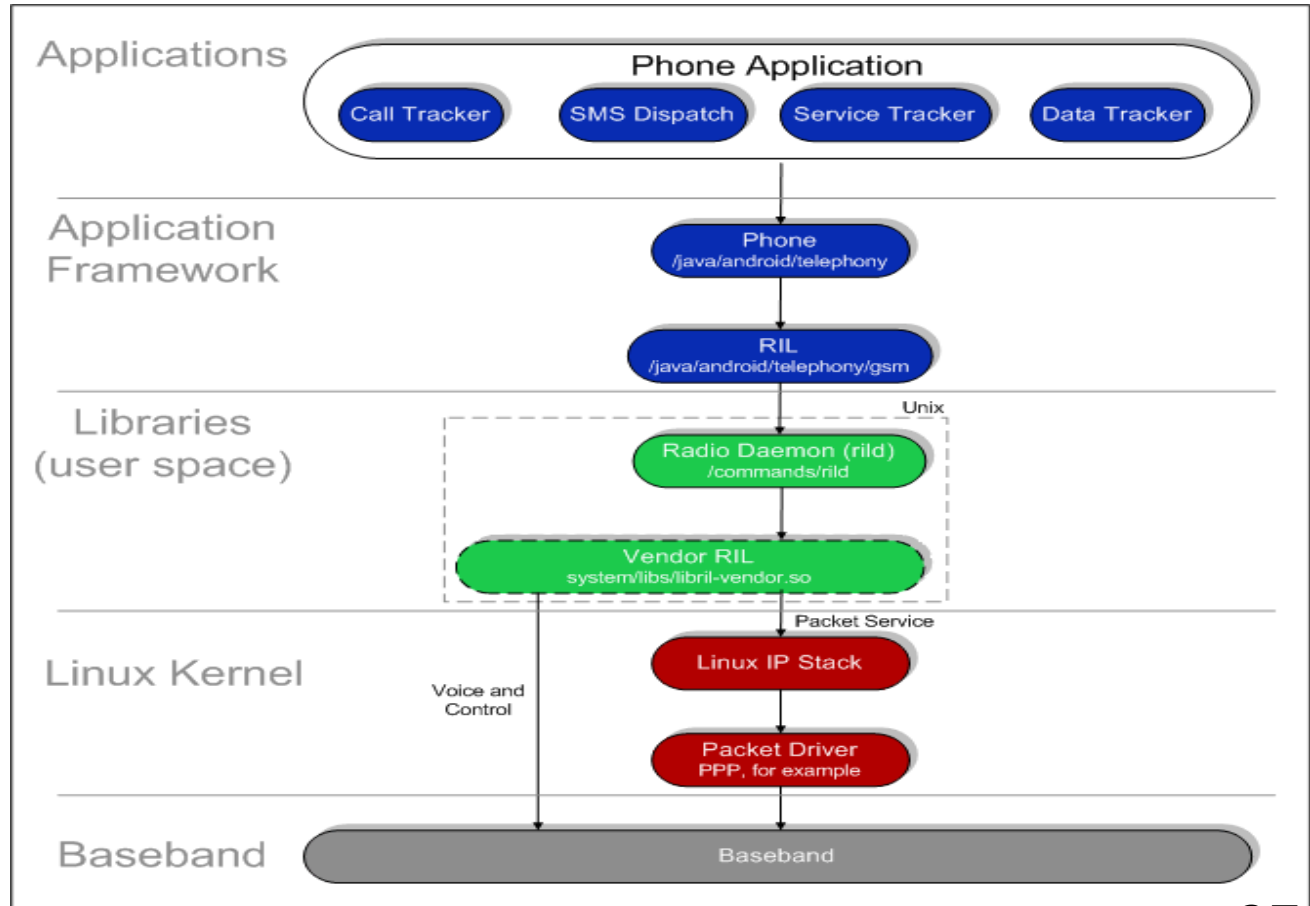 Applications
Phone Application
Call Tracker
SMS Dispatch
Service Tracker
Data Tracker
Application
Framework
Phone
/java/android/telephony
RIL
/java/android/telephony/gsm
Libraries
(user space)
Unix
Radio Daemon (rild)
/commands/rild
Vendor RIL
system/libs/libril-vendor.so
Packet Service
Linux Kernel
Linux IP Stack
Voice and
Control
Packet Driver
PPP, for example
Baseband
Baseband